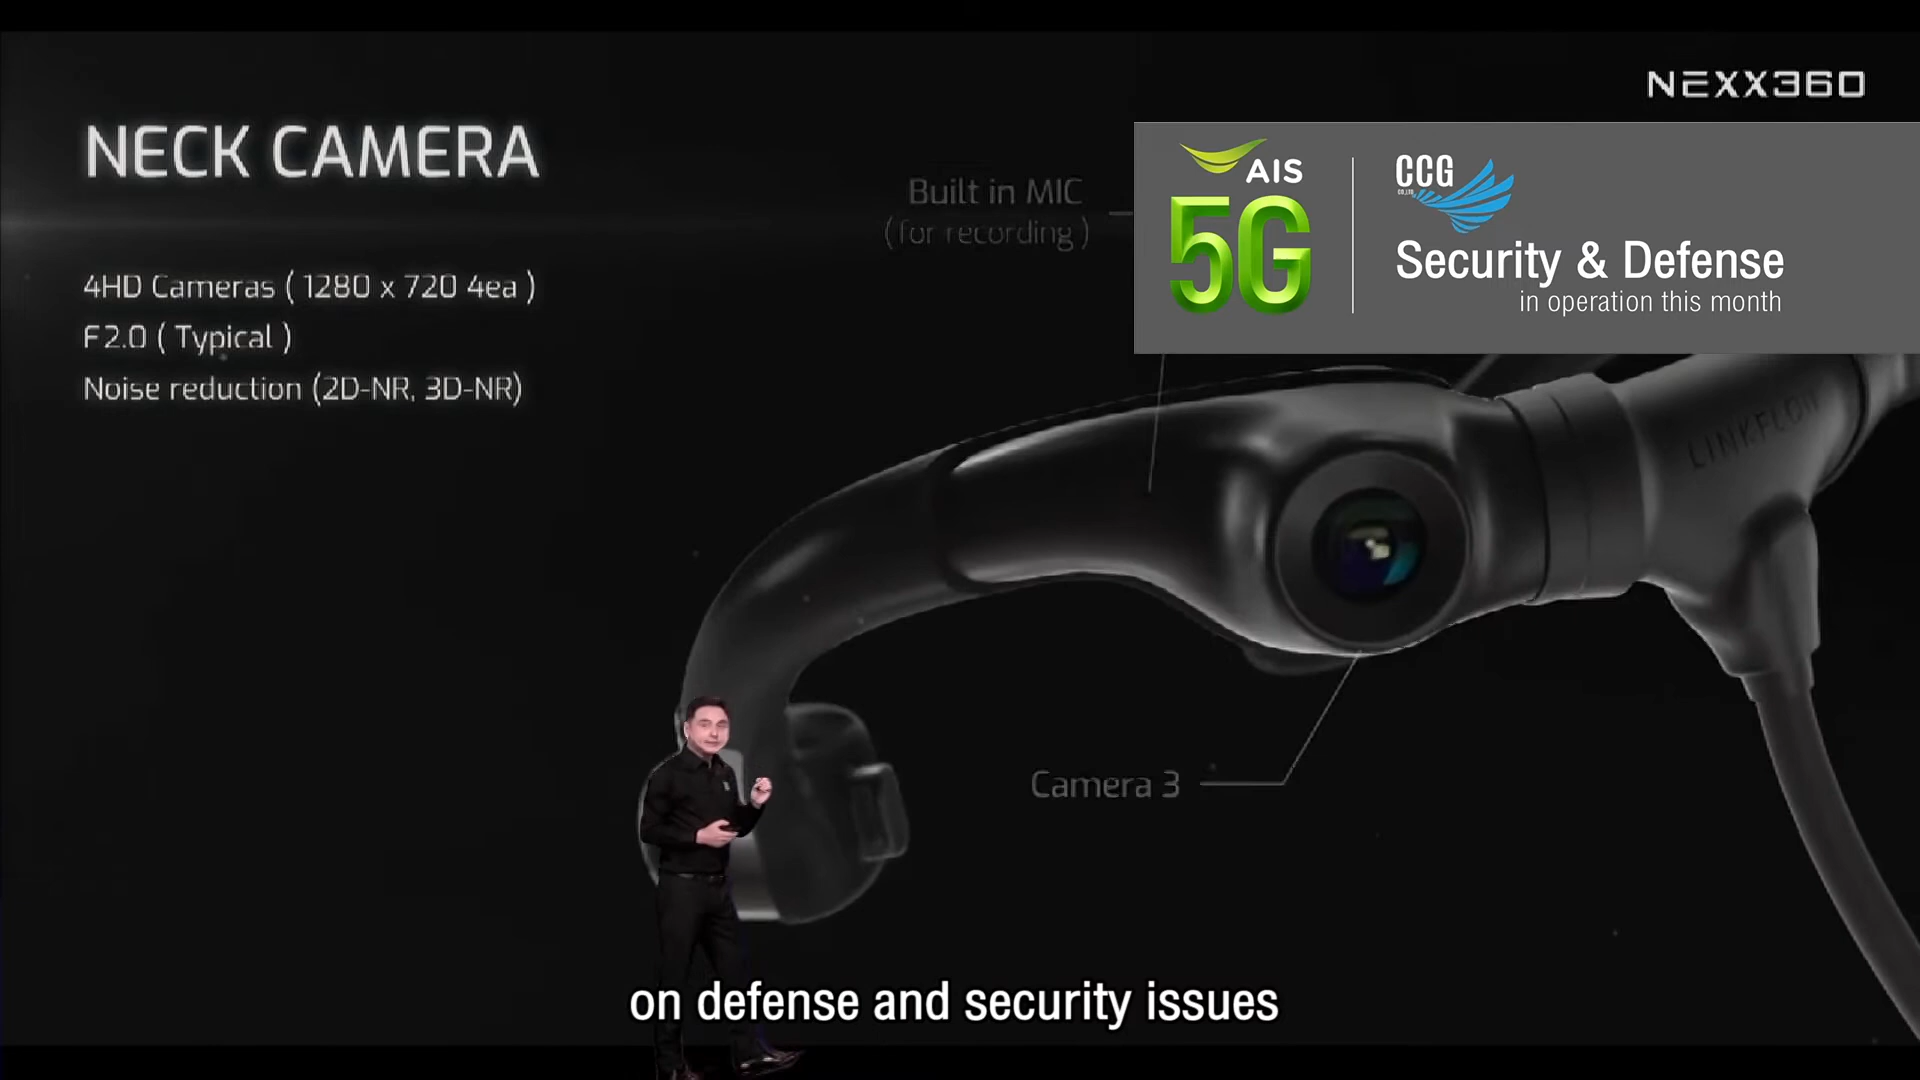 NEXX360
NECK CAMERA
4HD Cameras ( 1280 x 720 4ea )
F2.0 ( Typical )
Noise reduction (2D-NR, 3D-NR)
Built in MIC
( for recording )
AIS
5G
CCG
CO.,LTD.
Security & Defense
in operation this month
LINKFLOW
Camera 3
on defense and security issues